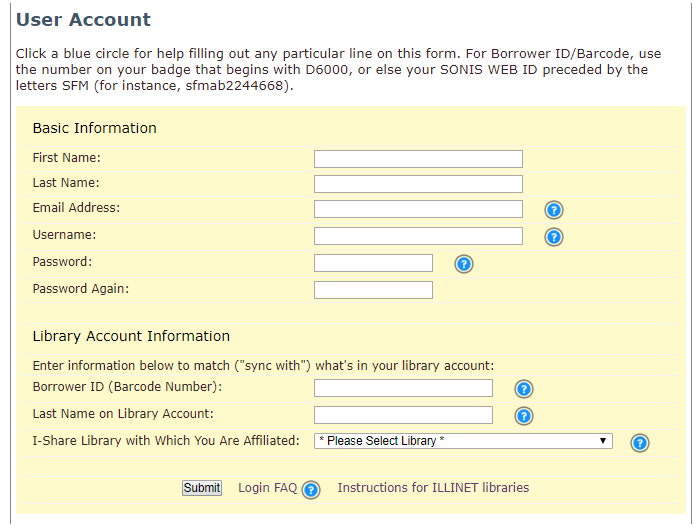 User Account
Click a blue circle for help filling out any particular line on this form. For Borrower ID/Barcode, use
the number on your badge that begins with D6000, or else your SONIS WEB ID preceded by the
letters SFM (for instance, sfmab2244668).
Basic Information
First Name:
Last Name:
Email Address: ?
Username: ?
Password: ?
Password Again:
Library Account Information
Enter information below to match ("sync with") what's in your library account:
Borrower ID (Barcode Number): ?
Last Name on Library Account: ?
I-Share Library with Which You Are Affiliated: * Please Select Library * ?
Submit Login FAQ ? Instructions for ILLINET libraries